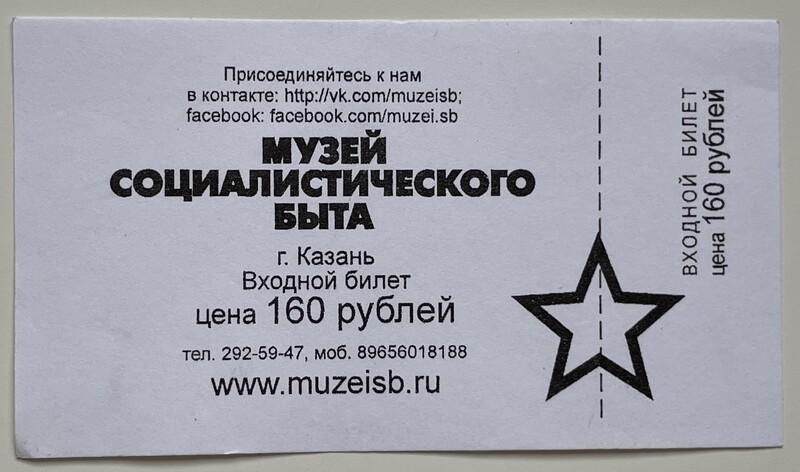 Присоединяйтесь к нам
в контакте: http://vk.com/muzeisb;
facebook: facebook.com/muzei.sb
МУЗЕЙ
СОЦИАЛИСТИЧЕСКОГО
БЫТА
г. Казань
Входной билет
цена 160 рублей
тел. 292-59-47, моб. 89656018188
www.muzeisb.ru
ВХОДНОЙ БИЛЕТ
цена 160 рублей